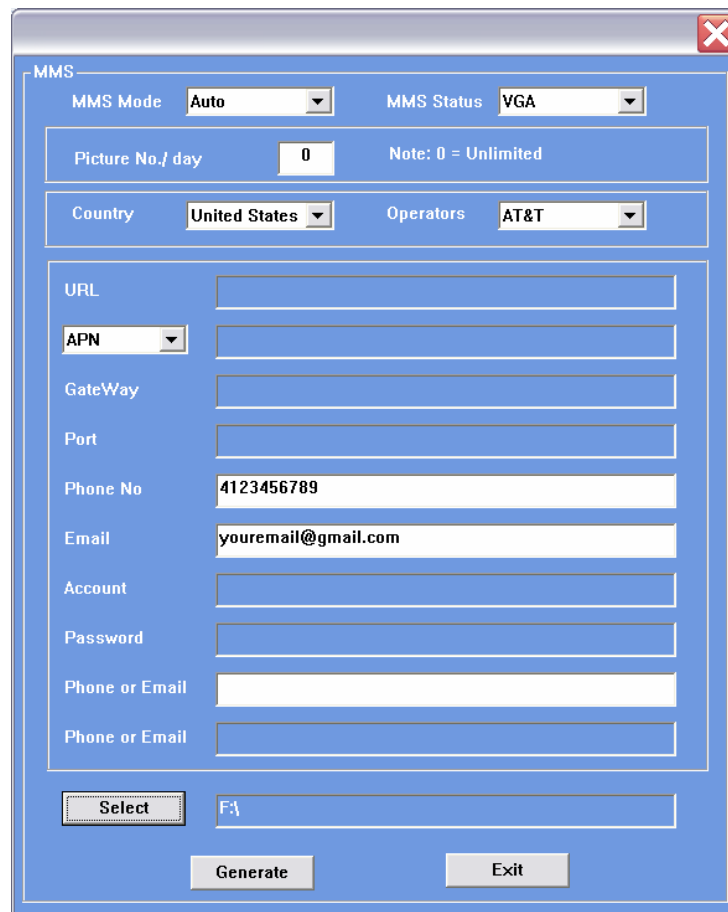 MMS
MMS Mode Auto MMS Status VGA
Picture No./ day 0 Note: 0 = Unlimited
Country United States Operators AT&T
URL
APN
GateWay
Port
Phone No 4123456789
Email youremail@gmail.com
Account
Password
Phone or Email
Phone or Email
Select F:\
Generate Exit